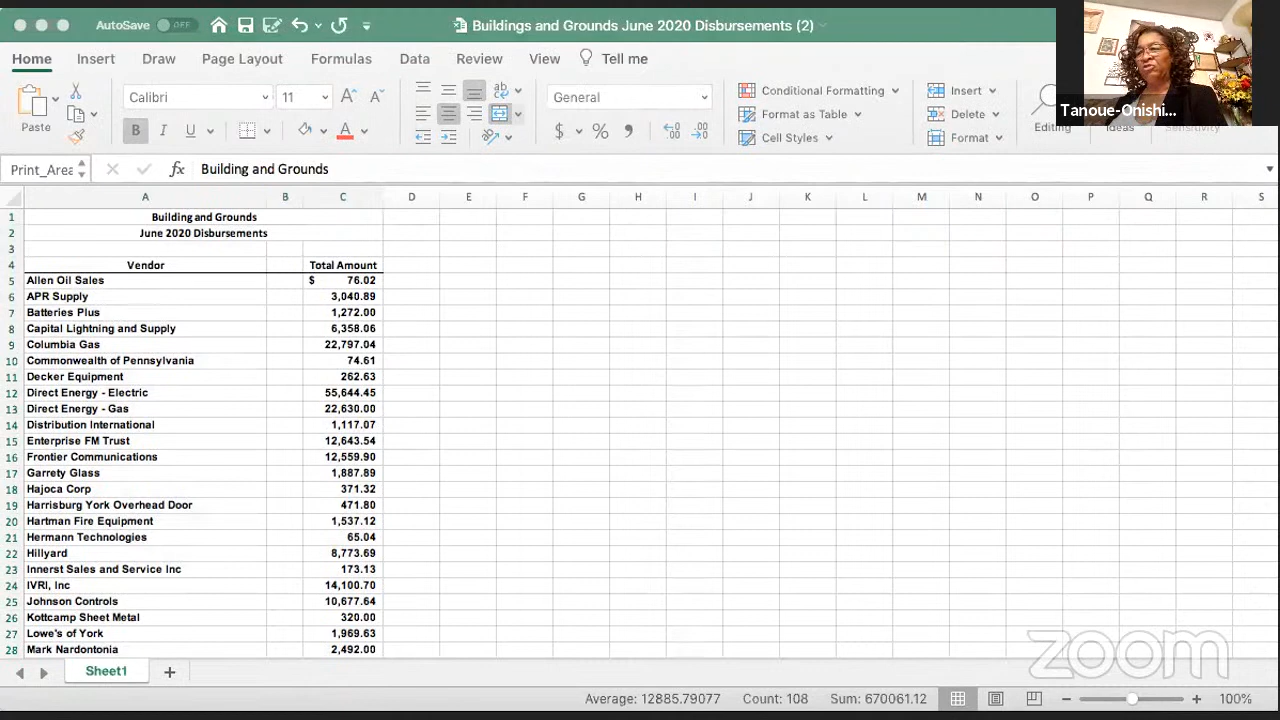 AutoSave OFF Buildings and Grounds June 2020 Disbursements (2)
Home Insert Draw Page Layout Formulas Data Review View Tell me
Paste Calibri 11 General Conditional Formatting Format as Table Cell Styles Insert Delete Format Editing Ideas Sensitivity
Tanoue-Onishi...
Print_Area fx Building and Grounds
A B C D E F G H I J K L M N O P Q R S
1 Building and Grounds
2 June 2020 Disbursements
3
4 Vendor Total Amount
5 Allen Oil Sales $ 76.02
6 APR Supply 3,040.89
7 Batteries Plus 1,272.00
8 Capital Lightning and Supply 6,358.06
9 Columbia Gas 22,797.04
10 Commonwealth of Pennsylvania 74.61
11 Decker Equipment 262.63
12 Direct Energy - Electric 55,644.45
13 Direct Energy - Gas 22,630.00
14 Distribution International 1,117.07
15 Enterprise FM Trust 12,643.54
16 Frontier Communications 12,559.90
17 Garrety Glass 1,887.89
18 Hajoca Corp 371.32
19 Harrisburg York Overhead Door 471.80
20 Hartman Fire Equipment 1,537.12
21 Hermann Technologies 65.04
22 Hillyard 8,773.69
23 Innerst Sales and Service Inc 173.13
24 IVRI, Inc 14,100.70
25 Johnson Controls 10,677.64
26 Kottcamp Sheet Metal 320.00
27 Lowe's of York 1,969.63
28 Mark Nardontonia 2,492.00
zoom
Sheet1 +
Average: 12885.79077 Count: 108 Sum: 670061.12 100%